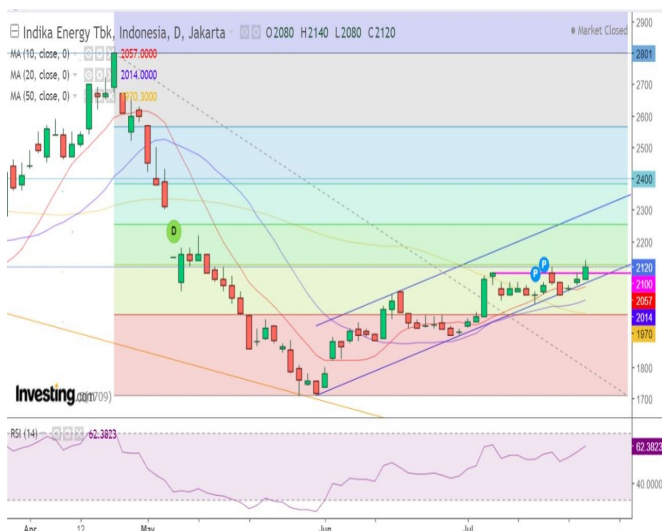 Indika Energy Tbk, Indonesia, D, Jakarta O2080 H2140 L2080 C2120
Market Closed
MA (10, close, 0) 2057.0000
MA (20, close, 0) 2014.0000
MA (50, close, 0) 1970.3000
2900
2801
2700
2600
2500
2400
2300
2200
2120
2100
2057
2014
1970
1800
1700
D
P
P
Investing.com
1709)
RSI (14) 62.3823
62.3823
40.0000
Apr 12 May Jun Jul